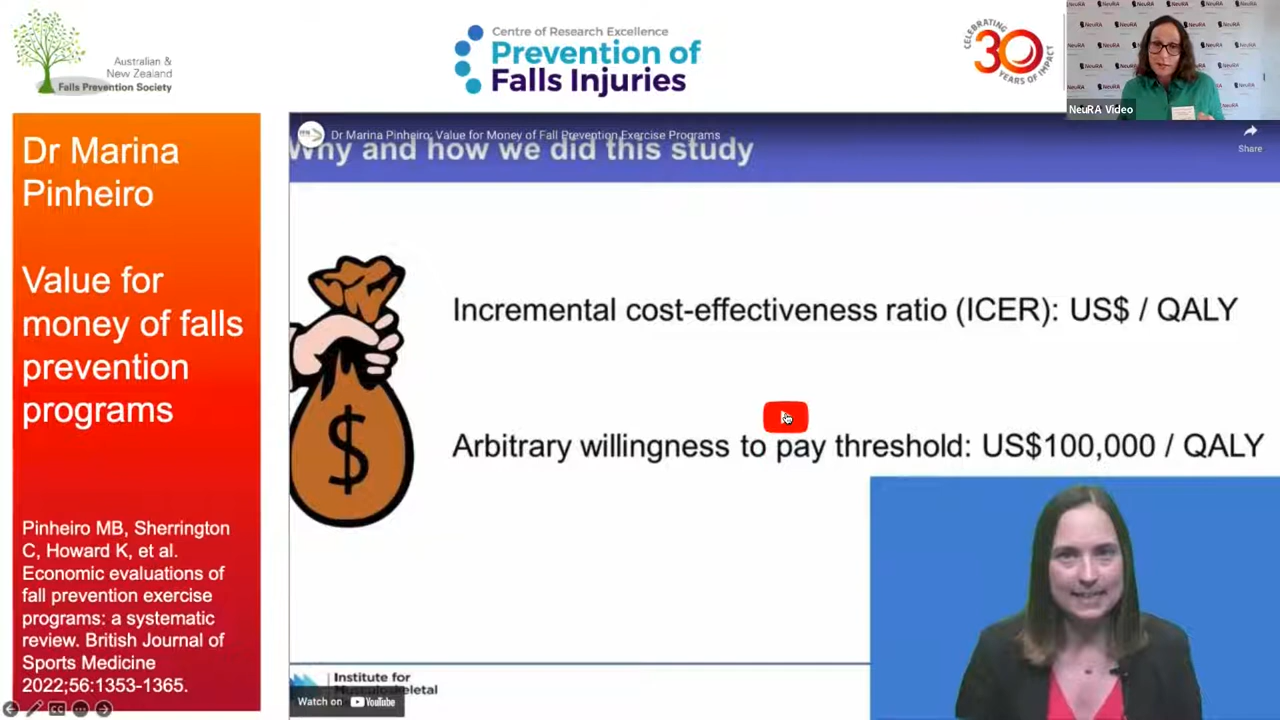 Australian &
New Zealand
Falls Prevention Society
Centre of Research Excellence
Prevention of
Falls Injuries
CELEBRATING
30
YEARS OF IMPACT
NeuRA Video
Dr Marina
Pinheiro
Value for
money of falls
prevention
programs
Pinheiro MB, Sherrington
C, Howard K, et al.
Economic evaluations of
fall prevention exercise
programs: a systematic
review. British Journal of
Sports Medicine
2022;56:1353-1365.
Dr Marina Pinheiro: Value for Money of Fall Prevention Exercise Programs
Why and how we did this study
Share
Incremental cost-effectiveness ratio (ICER): US$ / QALY
Arbitrary willingness to pay threshold: US$100,000 / QALY
$
Institute for
Musculoskeletal
Watch on YouTube